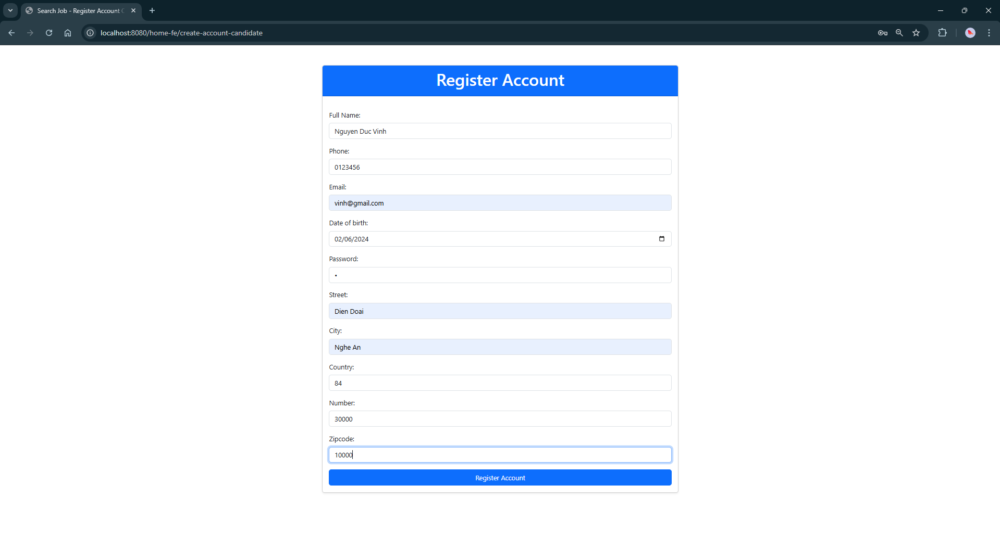 Search Job - Register Account
localhost:8080/home-fe/create-account-candidate
Register Account
Full Name:
Nguyen Duc Vinh
Phone:
0123456
Email:
vinh@gmail.com
Date of birth:
02/06/2024
Password:
•
Street:
Dien Doai
City:
Nghe An
Country:
84
Number:
30000
Zipcode:
10000
Register Account